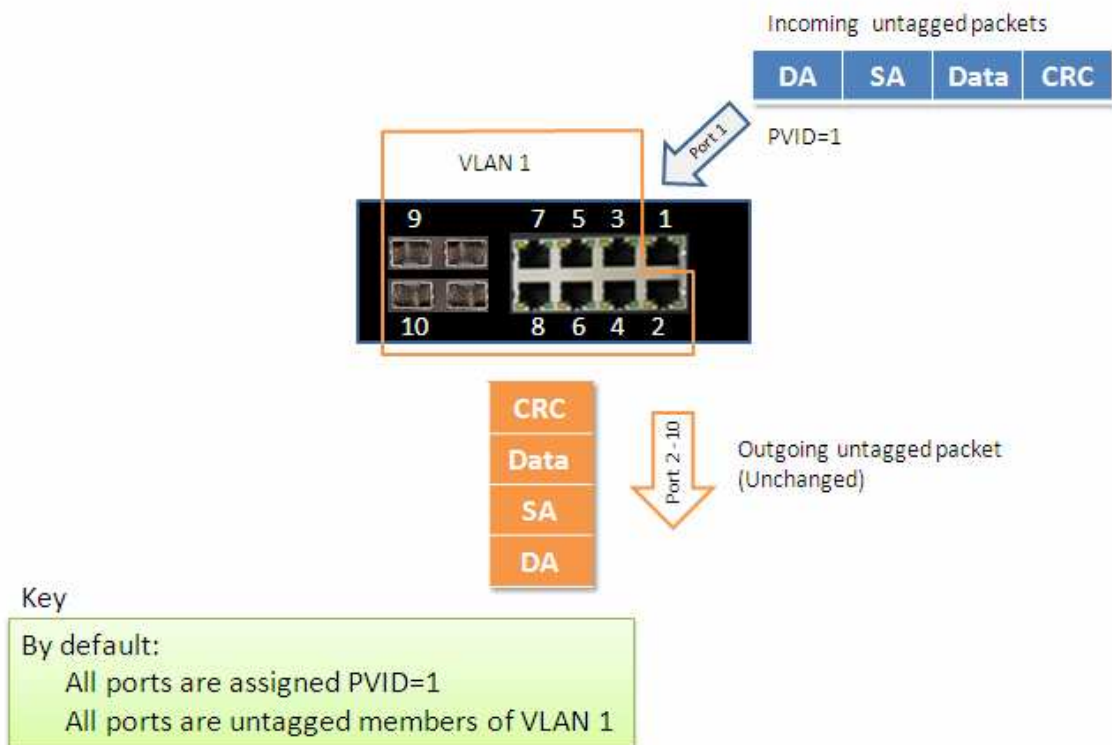 Incoming untagged packets
DA SA Data CRC
Port 1
PVID=1
VLAN 1
9 7 5 3 1
10 8 6 4 2
CRC
Data
SA
DA
Port 2 - 10
Outgoing untagged packet
(Unchanged)
Key
By default:
All ports are assigned PVID=1
All ports are untagged members of VLAN 1